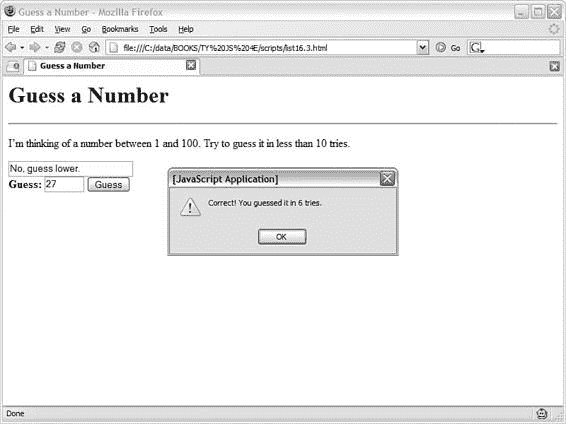 Guess a Number - Mozilla Firefox
File Edit View Go Bookmarks Tools Help
file:///C:/data/BOOKS/TY%20JS%204E/scripts/list16.3.html Go G
Guess a Number
Guess a Number
I'm thinking of a number between 1 and 100. Try to guess it in less than 10 tries.
No, guess lower.
Guess: 27 Guess
[JavaScript Application]
Correct! You guessed it in 6 tries.
OK
Done